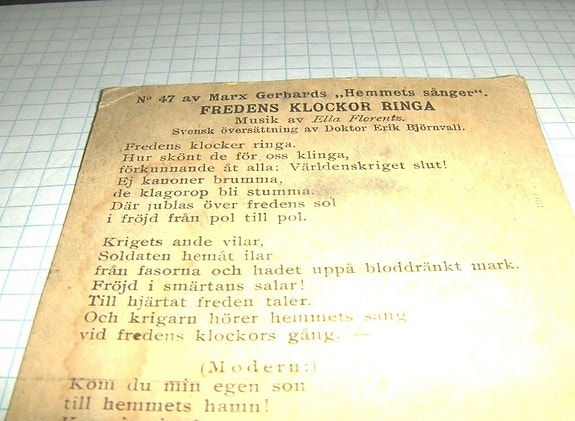 Nº 47 av Marx Gerhards „Hemmets sånger“.
FREDENS KLOCKOR RINGA
Musik av Ella Florentz.
Svensk översättning av Doktor Erik Björnvall.
Fredens klocker ringa.
Hur skönt de för oss klinga,
förkunnande åt alla: Världenskriget slut!
Ej kanoner brumma,
de klagorop bli stumma.
Där jublas över fredens sol
i fröjd från pol till pol.
Krigets ande vilar,
Soldaten hemåt ilar
från fasorna och hadet uppå bloddränkt mark.
Fröjd i smärtans salar!
Till hjärtat freden taler.
Och krigarn hörer hemmets sång
vid fredens klockors gång. —
(Modern:)
Kom du min egen son
till hemmets hamn!